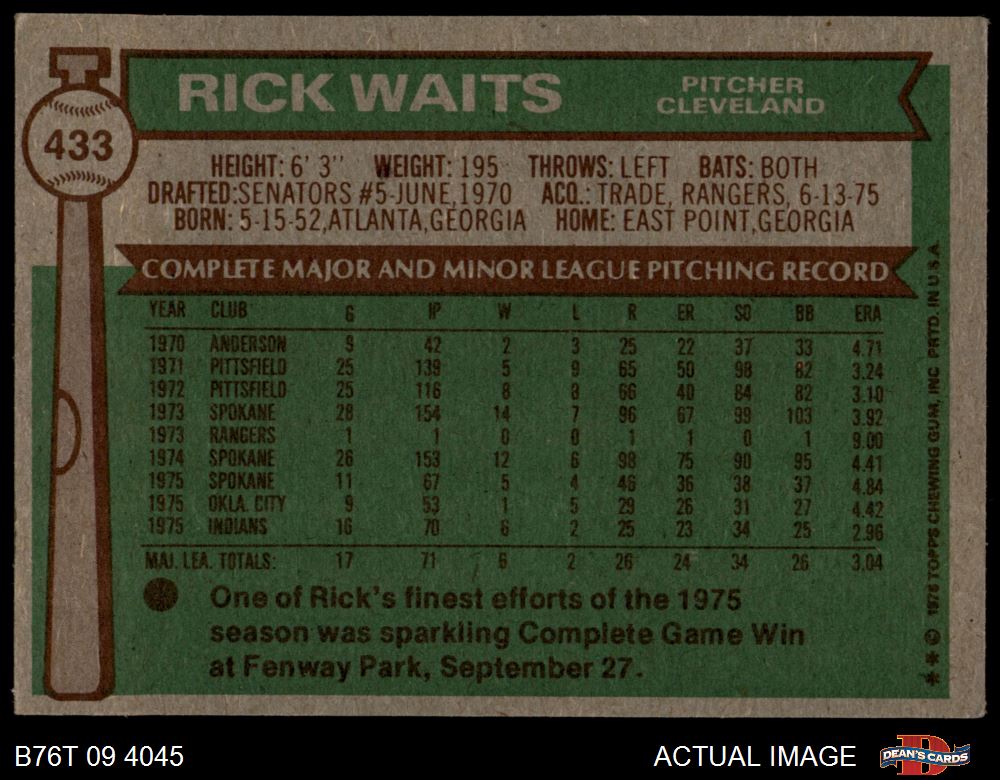 RICK WAITS
PITCHER
CLEVELAND
433
HEIGHT: 6' 3" WEIGHT: 195 THROWS: LEFT BATS: BOTH
DRAFTED:SENATORS #5-JUNE,1970 ACQ.: TRADE, RANGERS, 6-13-75
BORN: 5-15-52,ATLANTA,GEORGIA HOME: EAST POINT,GEORGIA
COMPLETE MAJOR AND MINOR LEAGUE PITCHING RECORD
YEAR CLUB G IP W L R ER SO BB ERA
1970 ANDERSON 9 42 2 3 25 22 37 33 4.71
1971 PITTSFIELD 25 139 5 9 65 50 98 82 3.24
1972 PITTSFIELD 25 116 8 8 66 40 84 82 3.10
1973 SPOKANE 28 154 14 7 96 67 99 103 3.92
1973 RANGERS 1 1 0 0 1 1 0 1 9.00
1974 SPOKANE 26 153 12 6 98 75 90 95 4.41
1975 SPOKANE 11 67 5 4 46 36 38 37 4.84
1975 OKLA. CITY 9 53 1 5 29 26 31 27 4.42
1975 INDIANS 16 70 6 2 25 23 34 25 2.96
MAJ. LEA. TOTALS: 17 71 6 2 26 24 34 26 3.04
One of Rick's finest efforts of the 1975
season was sparkling Complete Game Win
at Fenway Park, September 27.
** © 1976 TOPPS CHEWING GUM, INC PRTD. IN U.S.A.
B76T 09 4045
ACTUAL IMAGE
D
DEAN'S CARDS